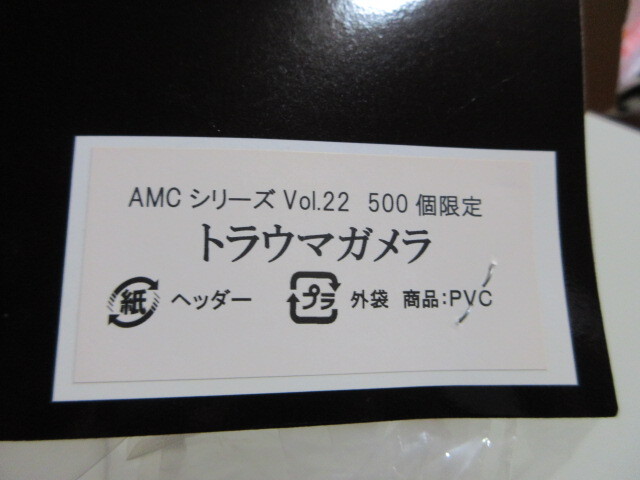 AMC シリーズ Vol.22 500 個限定
トラウマガメラ
紙 ヘッダー プラ 外袋 商品:PVC